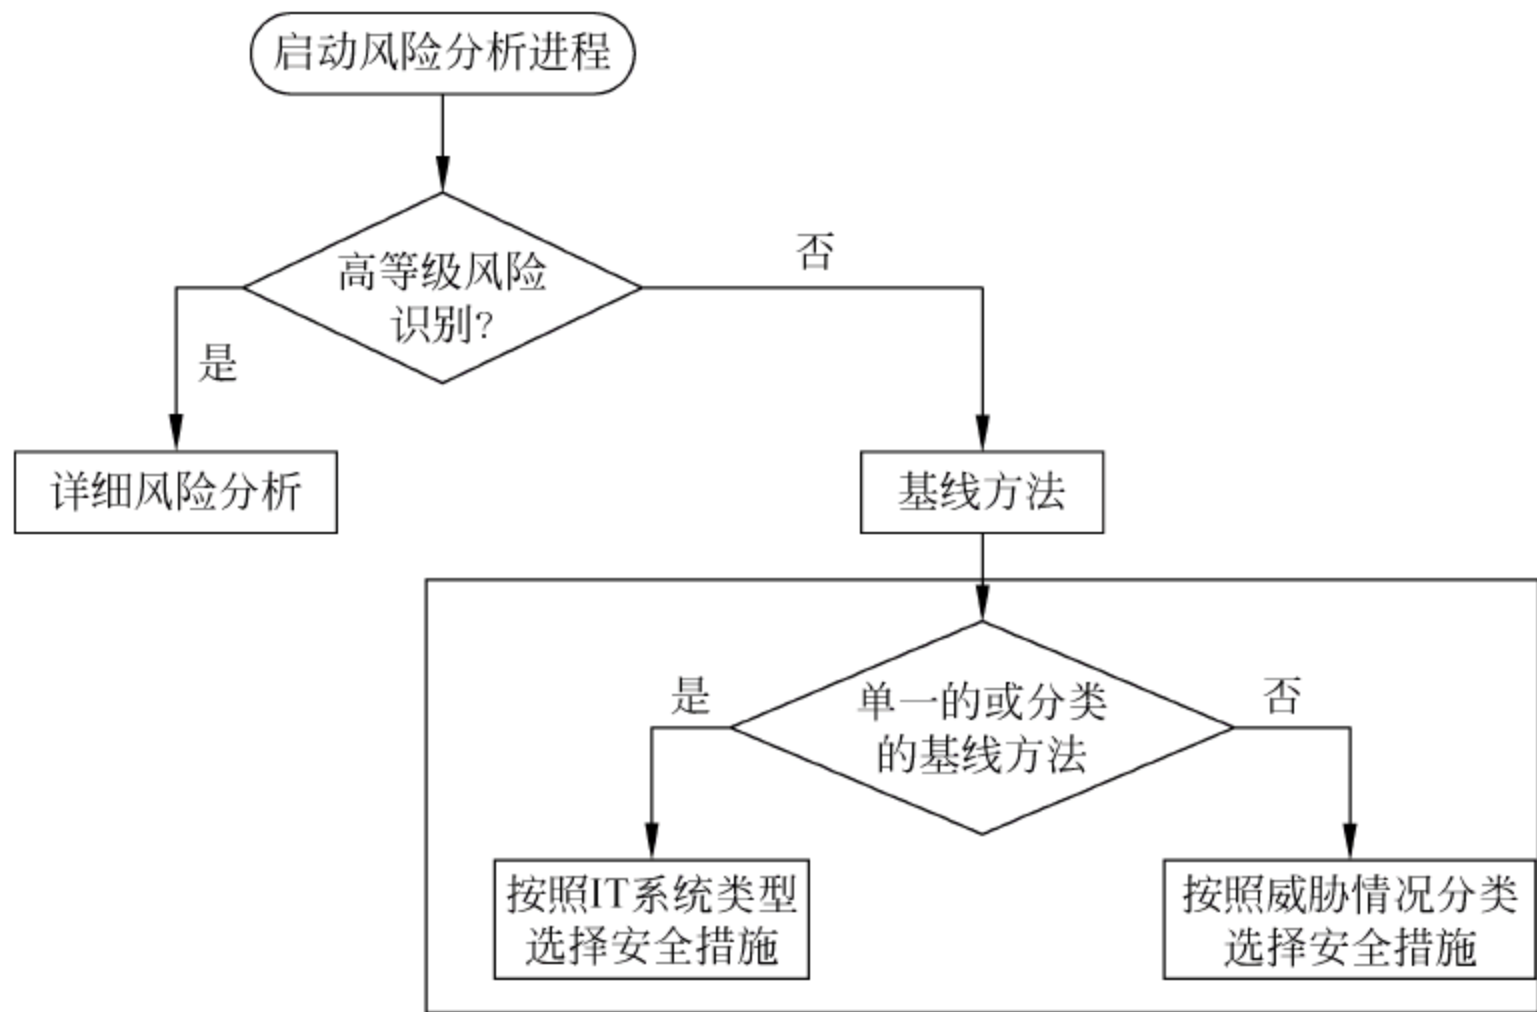 启动风险分析进程
高等级风险
识别?
否
是
详细风险分析
基线方法
单一的或分类
的基线方法
是
否
按照IT系统类型
选择安全措施
按照威胁情况分类
选择安全措施